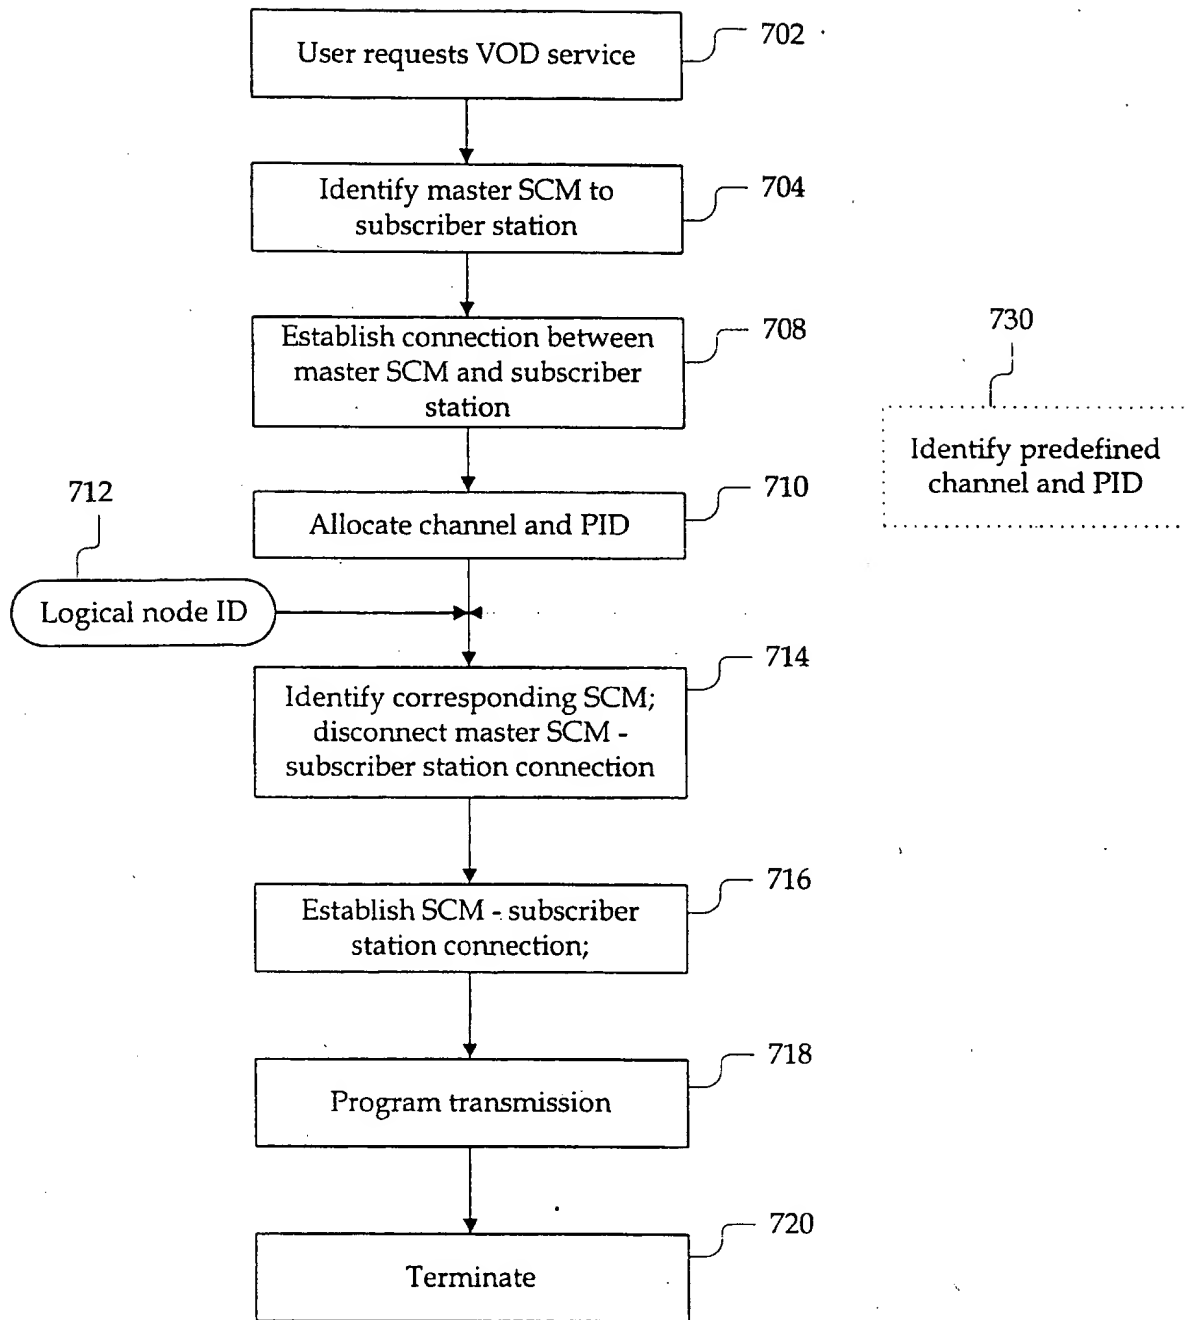 User requests VOD service
702
Identify master SCM to
subscriber station
704
Establish connection between
master SCM and subscriber
station
708
730
Identify predefined
channel and PID
712
Allocate channel and PID
710
Logical node ID
Identify corresponding SCM;
disconnect master SCM -
subscriber station connection
714
Establish SCM - subscriber
station connection;
716
Program transmission
718
Terminate
720